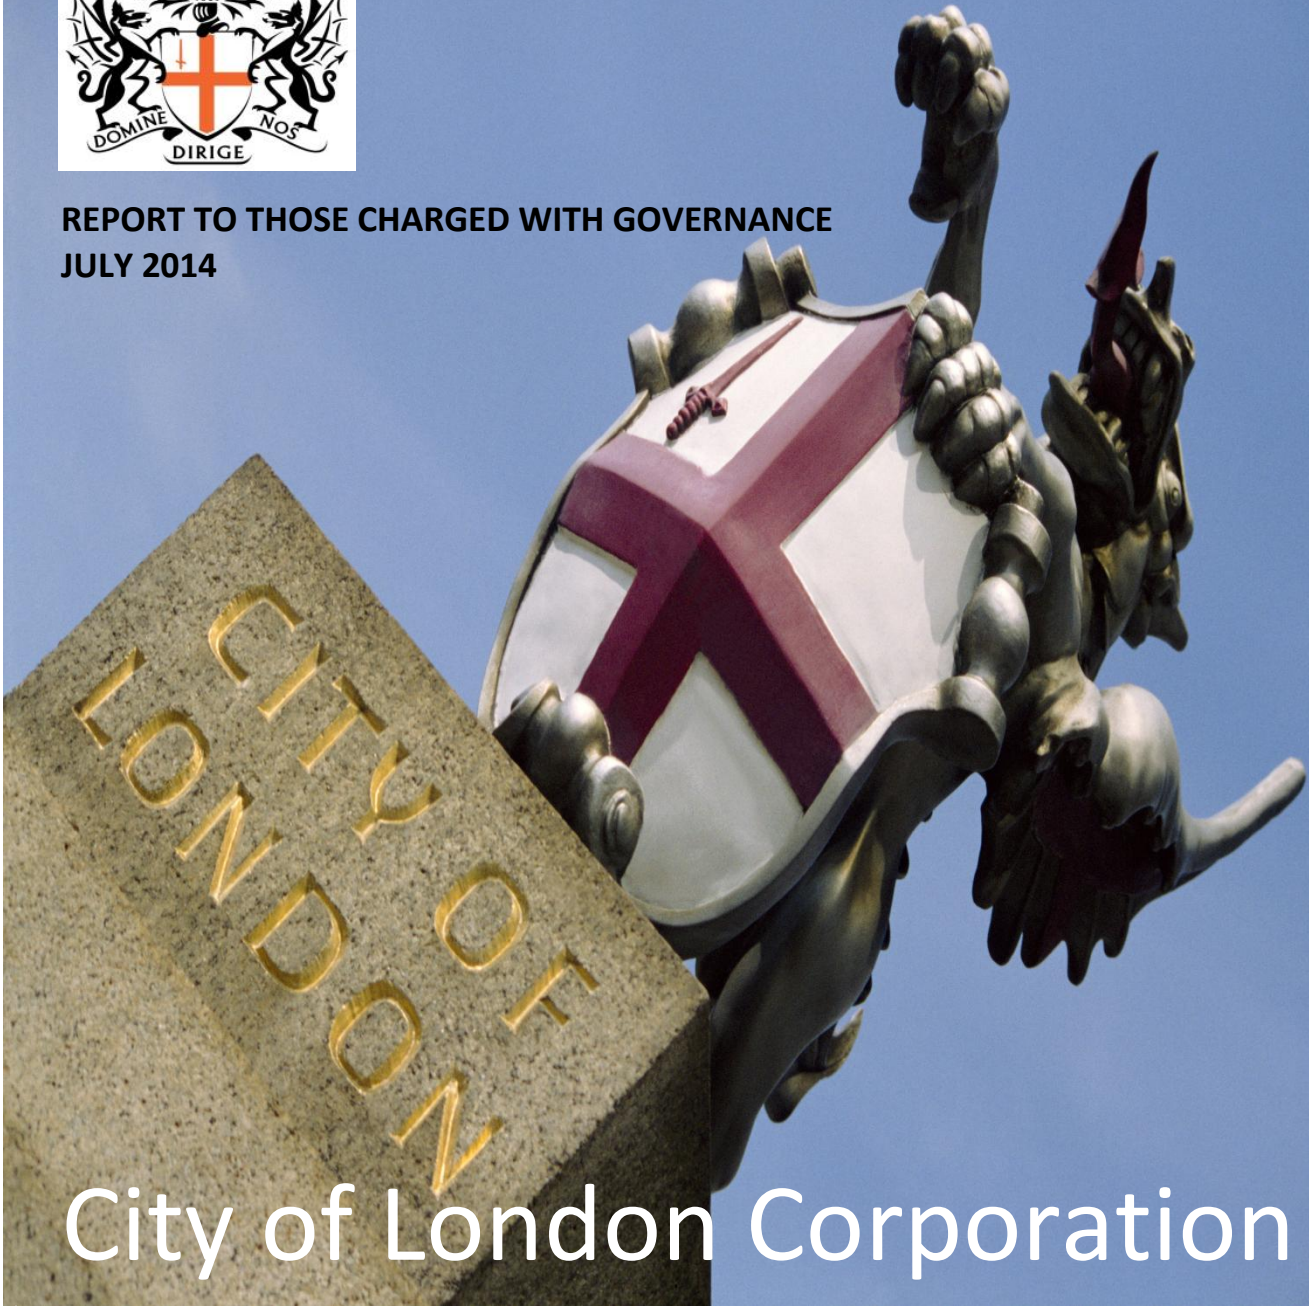 DOMINE
DIRIGE
NOS
REPORT TO THOSE CHARGED WITH GOVERNANCE
JULY 2014
CITY OF
LONDON
City of London Corporation